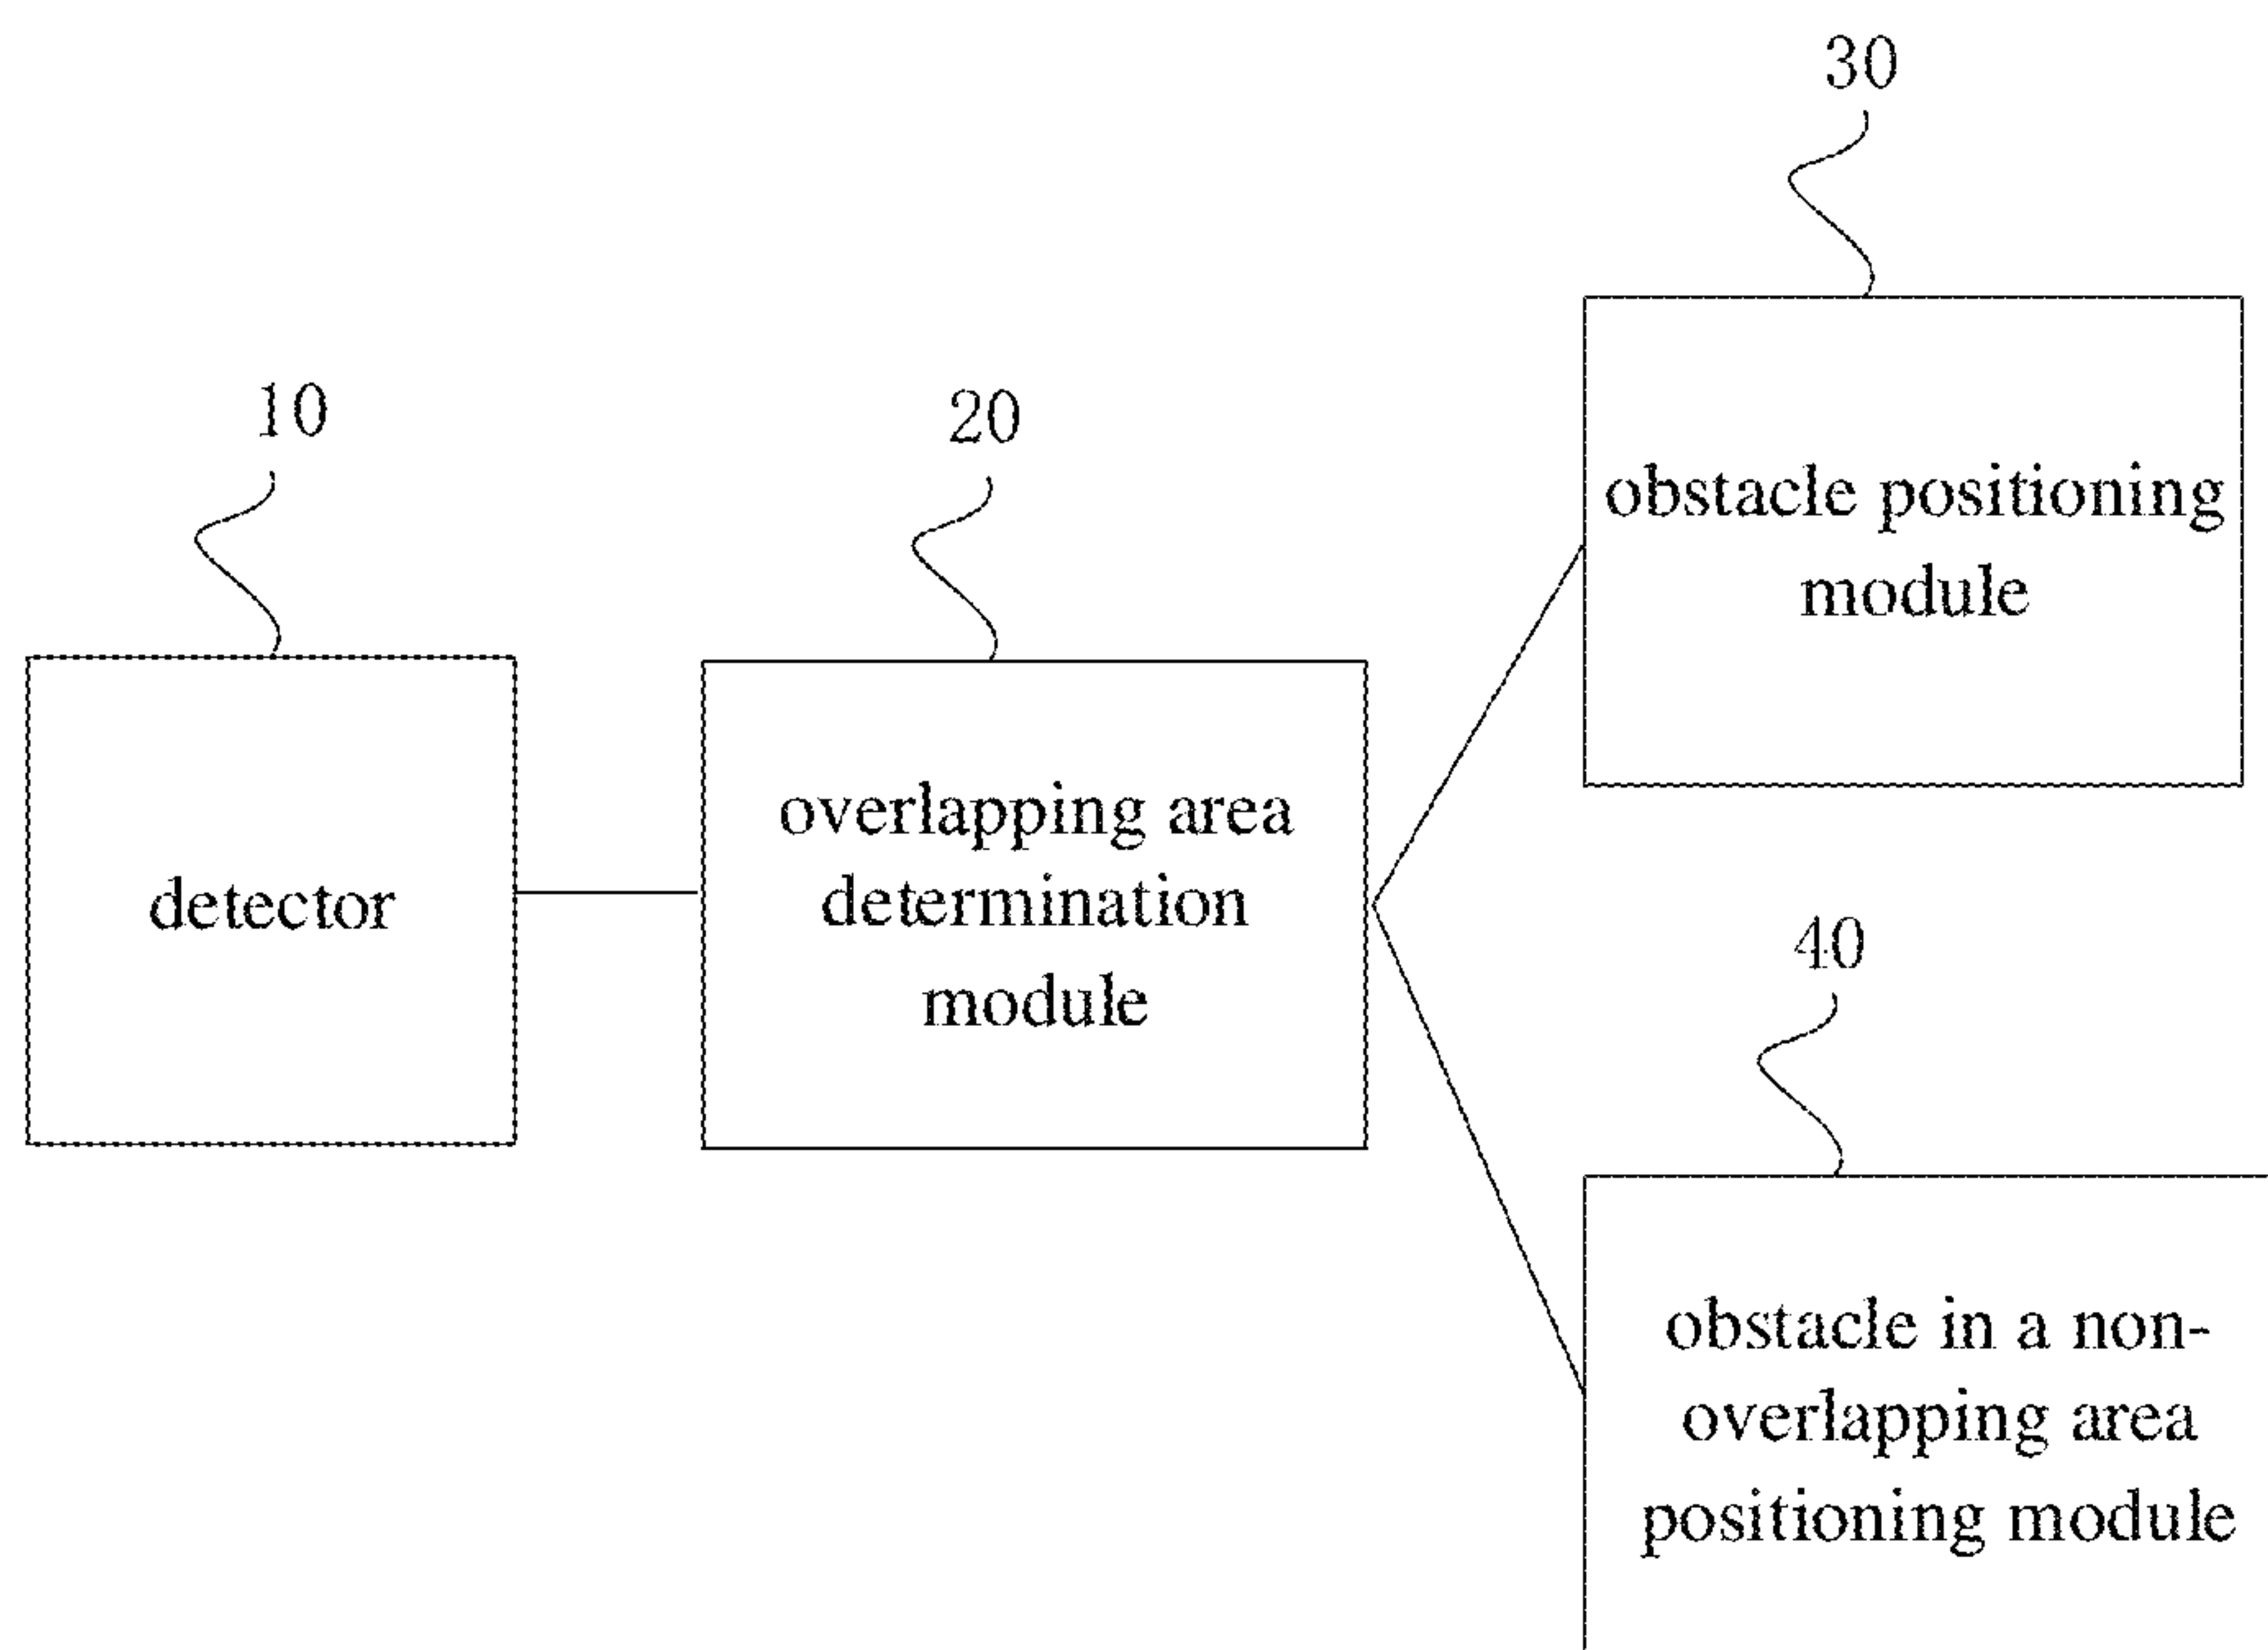 30
10
20
obstacle positioning
module
overlapping area
determination
module
detector
40
obstacle in a non-
overlapping area
positioning module